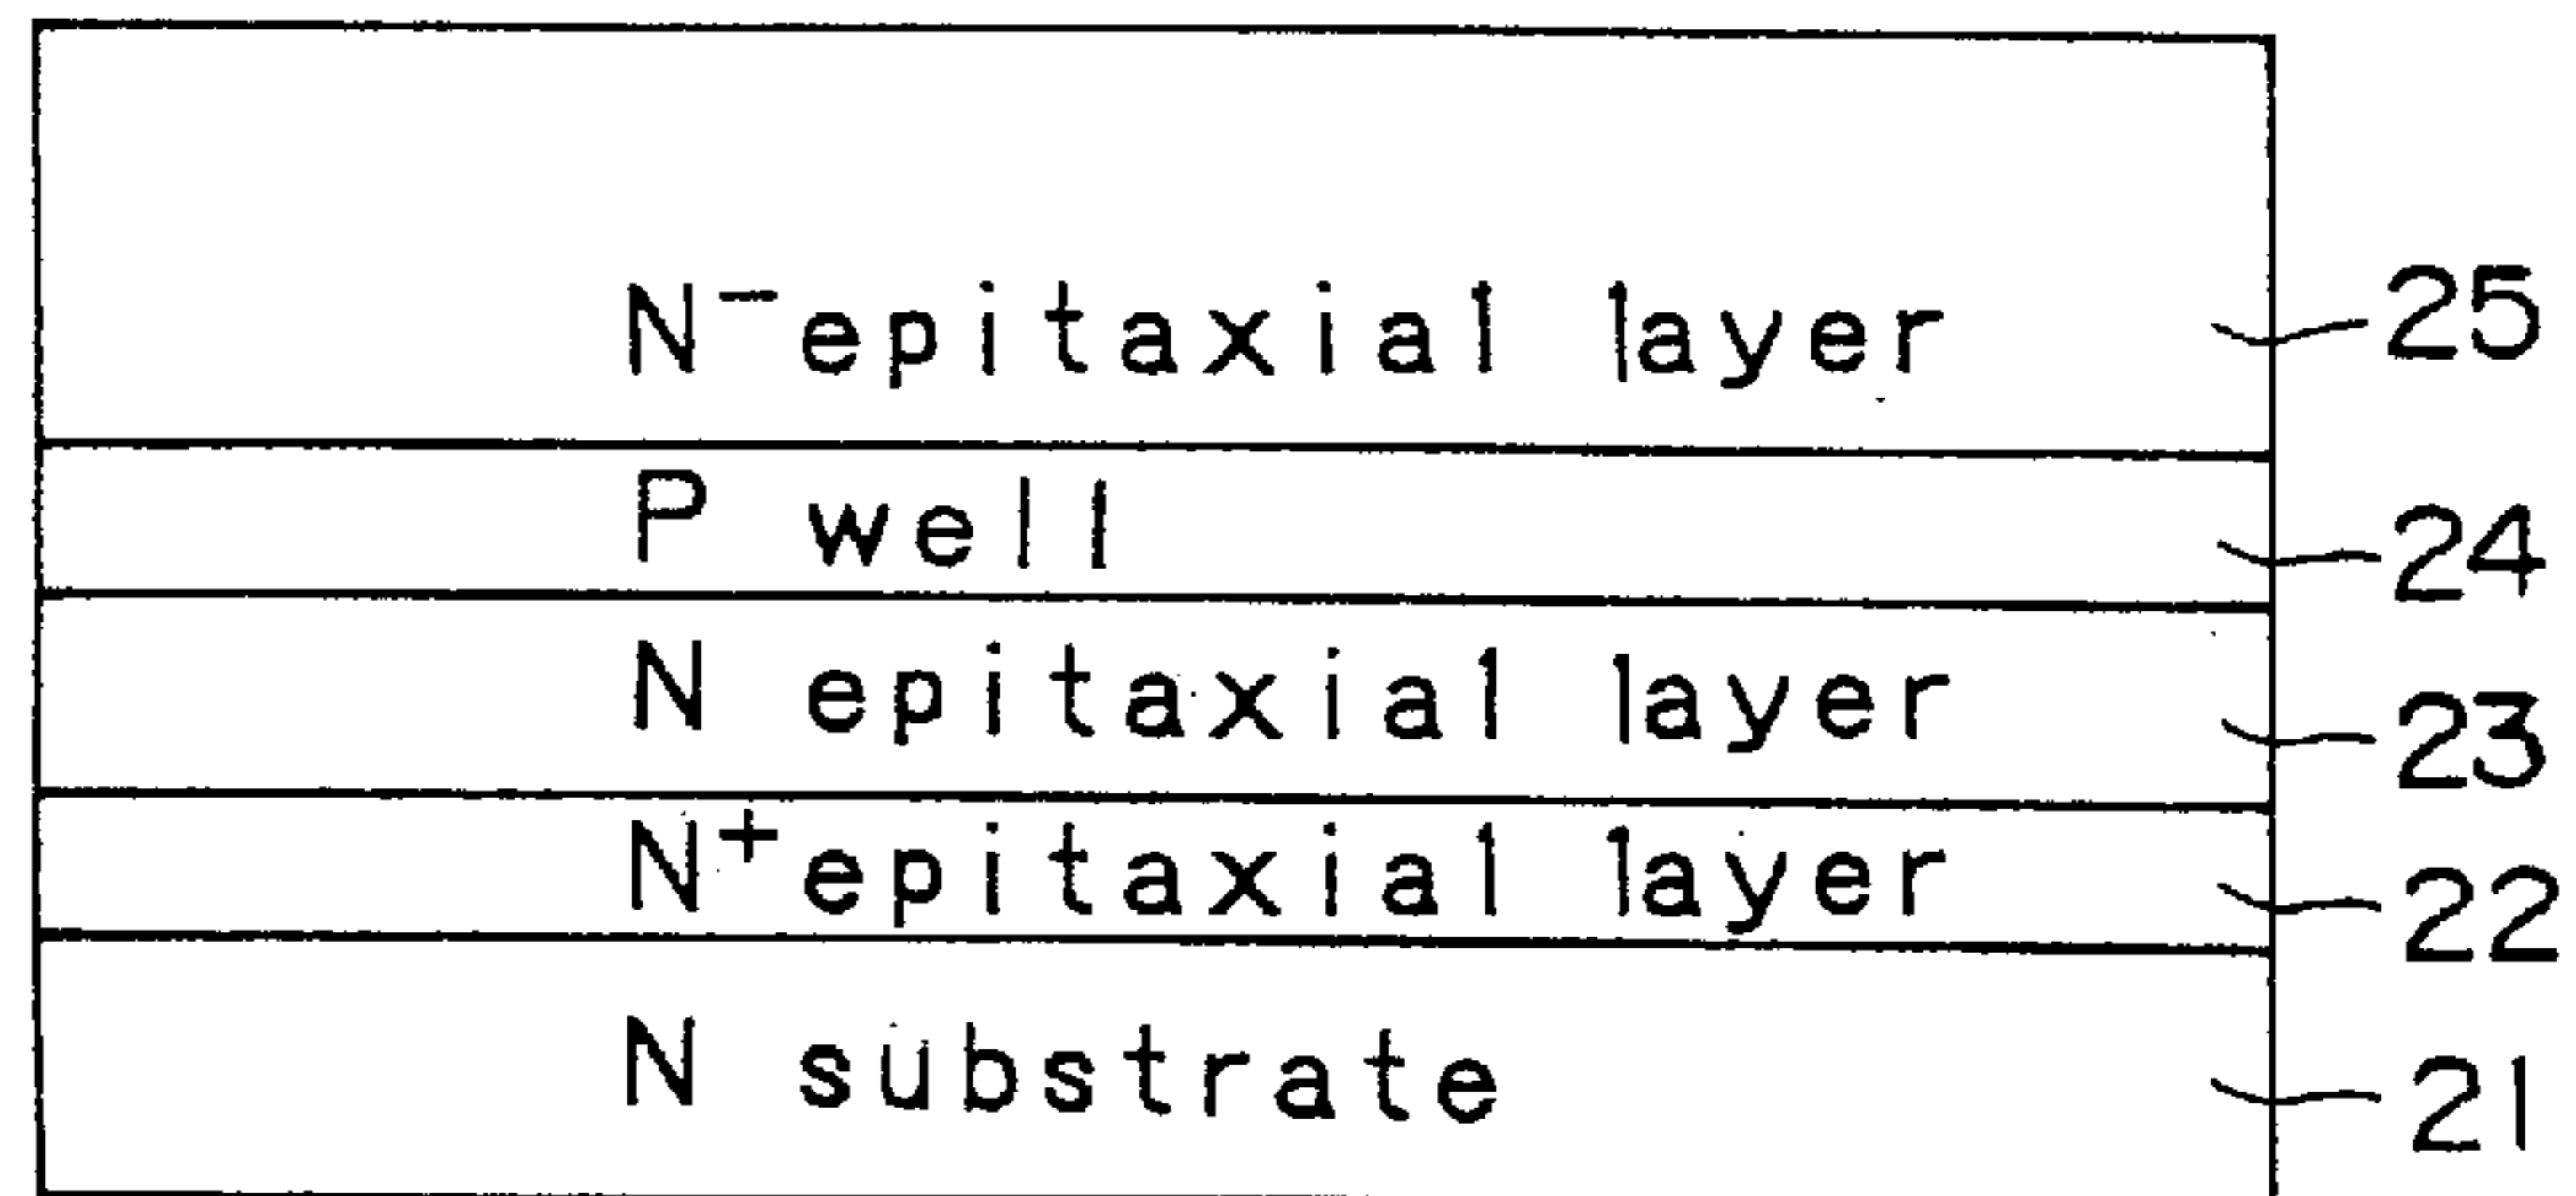 N⁻ epitaxial layer 25
P well 24
N epitaxial layer 23
N⁺ epitaxial layer 22
N substrate 21